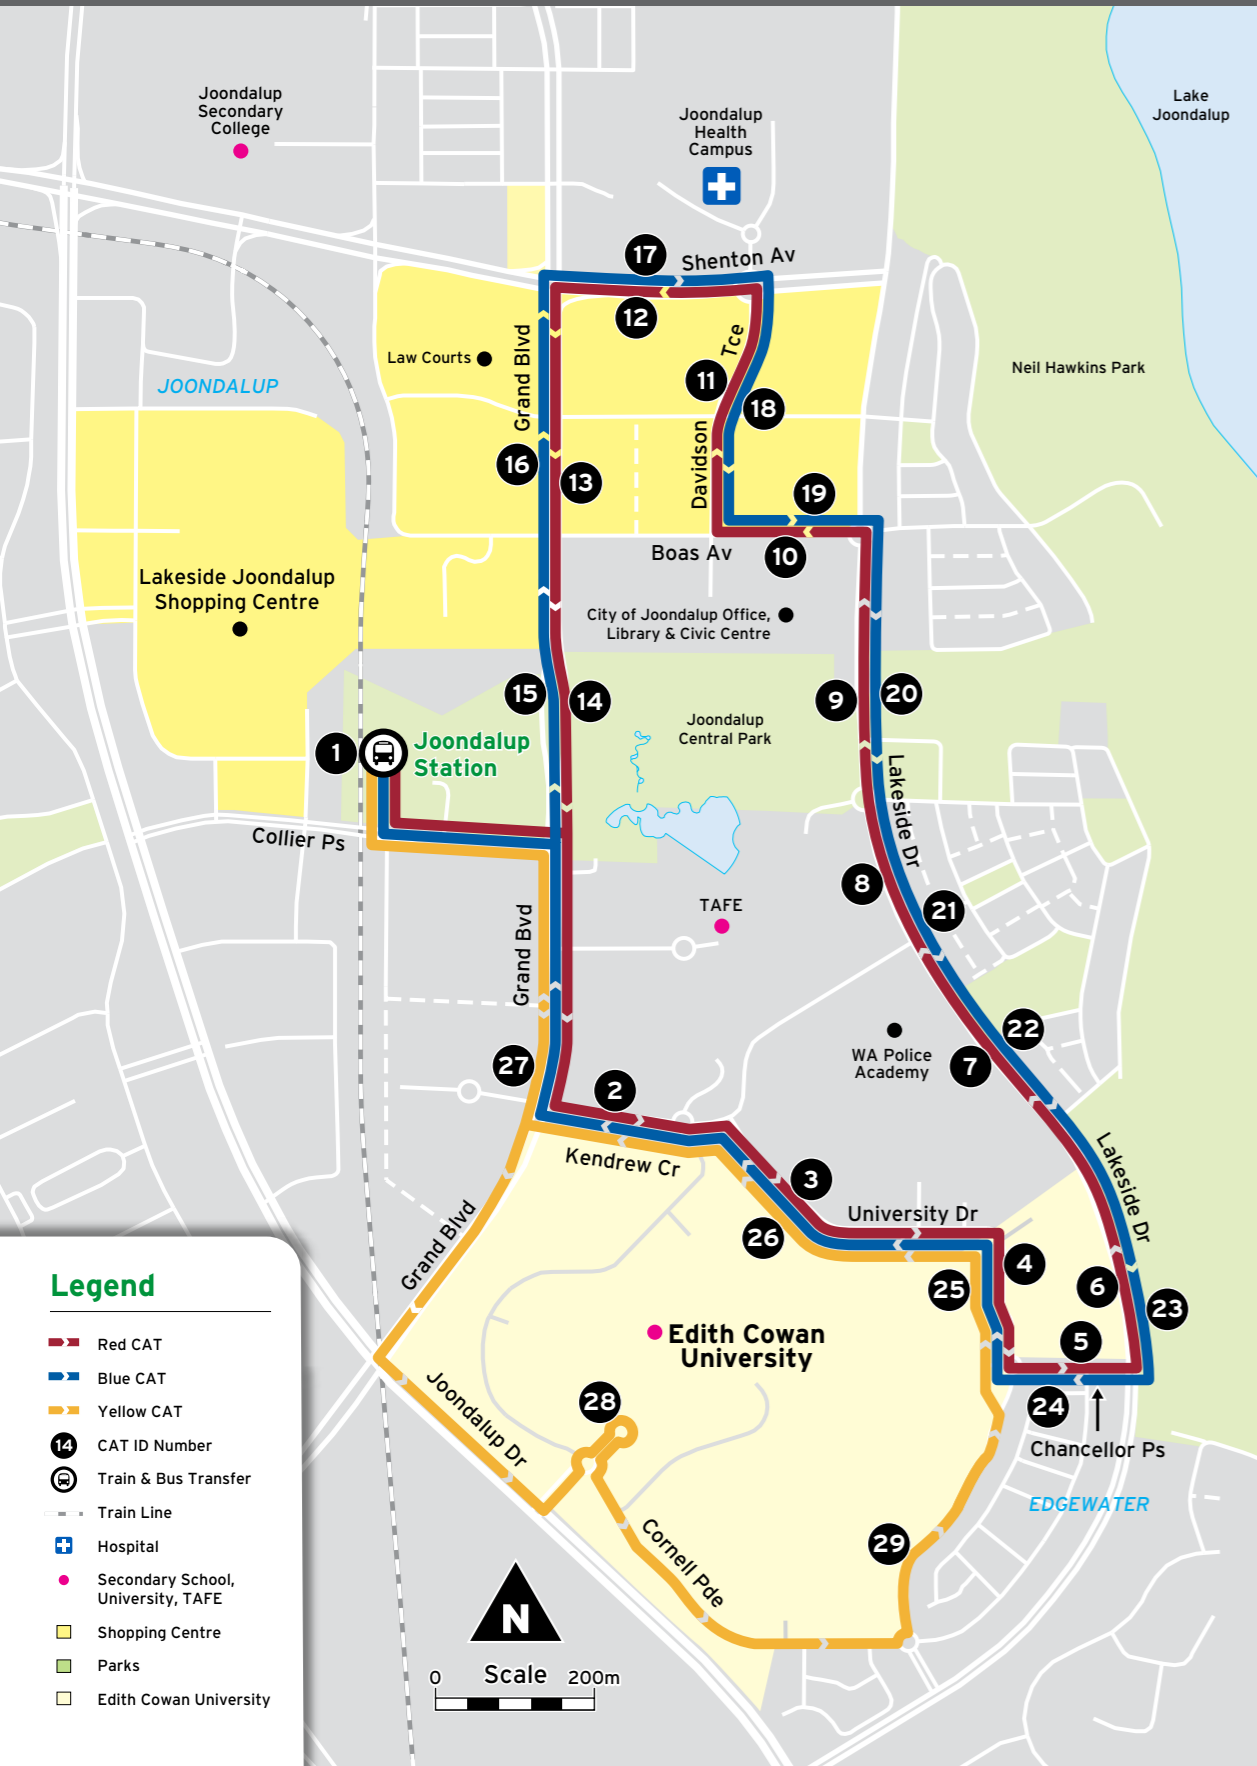 Joondalup
Secondary
College
Joondalup
Health
Campus
Lake
Joondalup
17
Shenton Av
12
Law Courts
Grand Blvd
Tce
11
18
Neil Hawkins Park
JOONDALUP
16
13
Davidson
19
Boas Av
10
Lakeside Joondalup
Shopping Centre
City of Joondalup Office,
Library & Civic Centre
15
14
9
20
Joondalup
Central Park
1
Joondalup
Station
Collier Ps
Lakeside Dr
8
21
TAFE
Grand Bvd
22
WA Police
Academy
7
27
2
Kendrew Cr
3
Lakeside Dr
University Dr
26
Grand Blvd
4
25
6
23
5
Edith Cowan
University
28
24
Joondalup Dr
Chancellor Ps
EDGEWATER
29
Cornell Pde
N
0 Scale 200m
Legend
Red CAT
Blue CAT
Yellow CAT
14 CAT ID Number
Train & Bus Transfer
Train Line
Hospital
Secondary School,
University, TAFE
Shopping Centre
Parks
Edith Cowan University